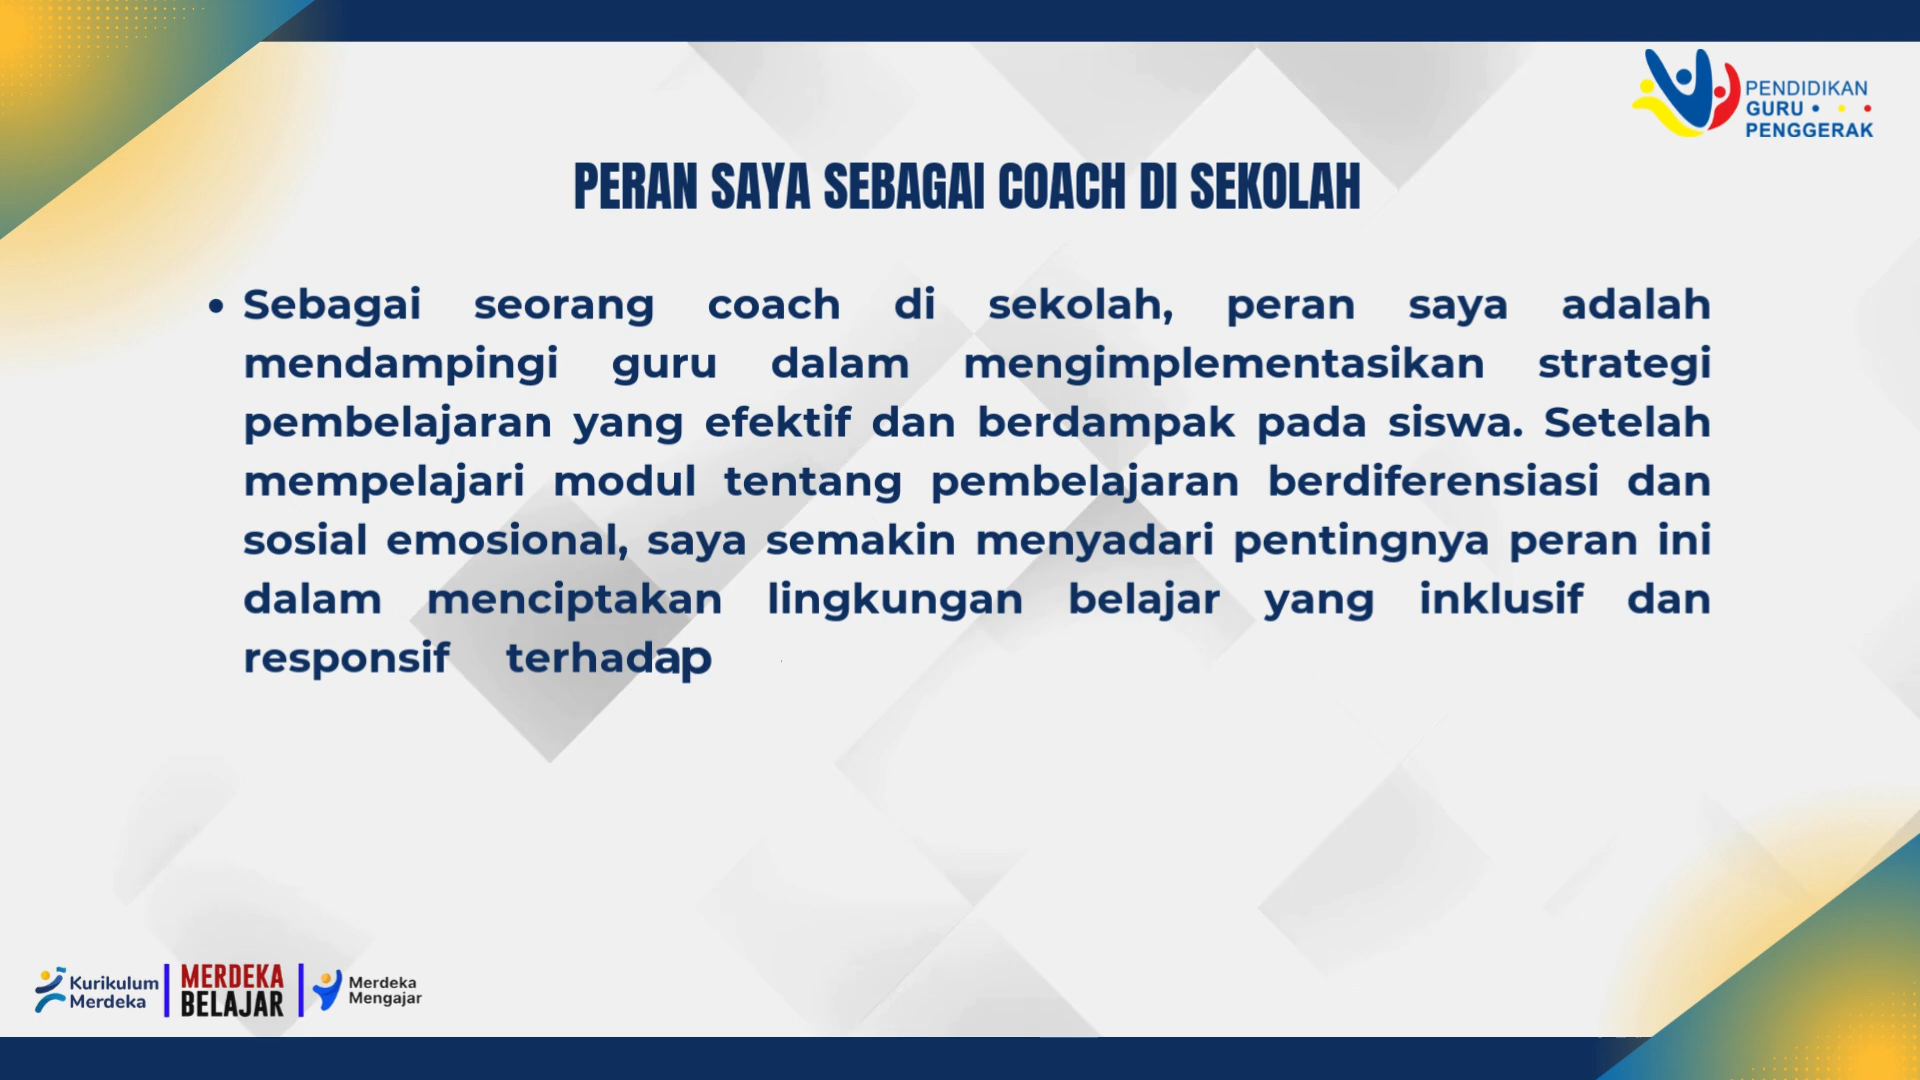 PENDIDIKAN
GURU
PENGGERAK
PERAN SAYA SEBAGAI COACH DI SEKOLAH
• Sebagai seorang coach di sekolah, peran saya adalah
mendampingi guru dalam mengimplementasikan strategi
pembelajaran yang efektif dan berdampak pada siswa. Setelah
mempelajari modul tentang pembelajaran berdiferensiasi dan
sosial emosional, saya semakin menyadari pentingnya peran ini
dalam menciptakan lingkungan belajar yang inklusif dan
responsif terhadap
Kurikulum
Merdeka
MERDEKA
BELAJAR
Merdeka
Mengajar